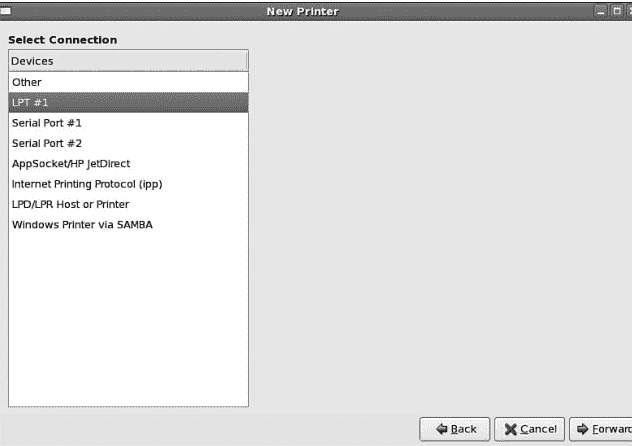 New Printer
Select Connection
Devices
Other
LPT #1
Serial Port #1
Serial Port #2
AppSocket/HP JetDirect
Internet Printing Protocol (ipp)
LPD/LPR Host or Printer
Windows Printer via SAMBA
Back
Cancel
Forward